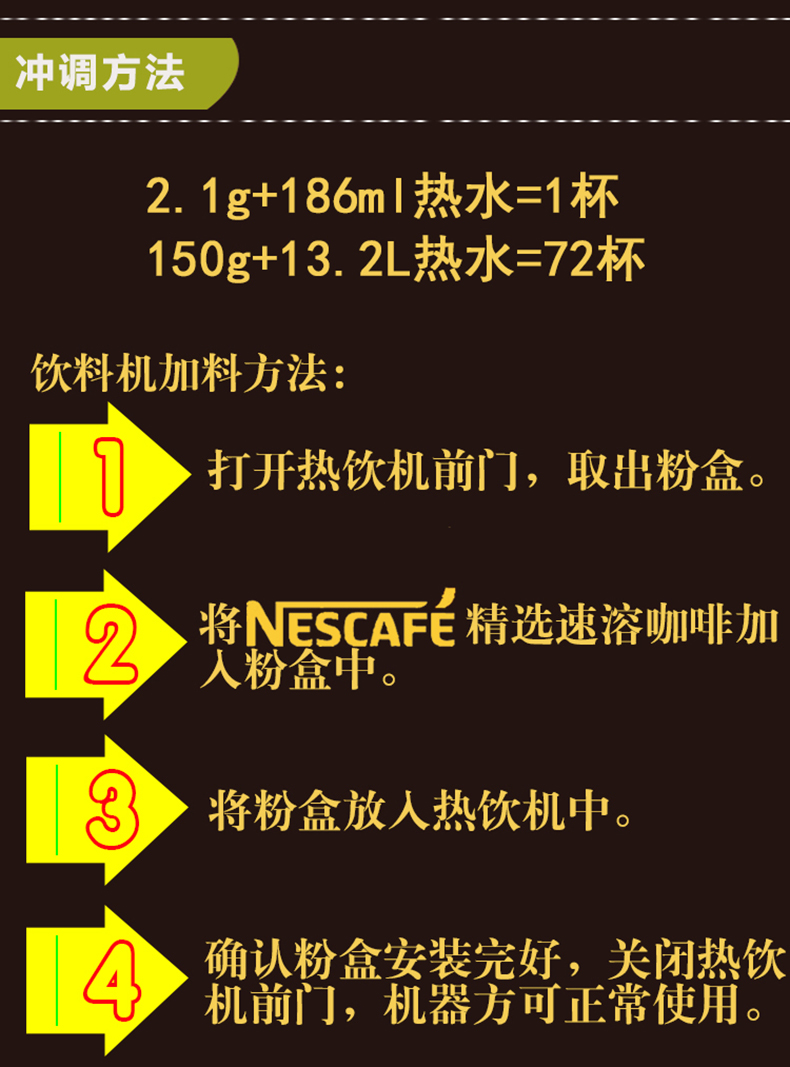 冲调方法
2.1g+186ml热水=1杯
150g+13.2L热水=72杯
饮料机加料方法：
1 打开热饮机前门，取出粉盒。
2 将NESCAFÉ精选速溶咖啡加
入粉盒中。
3 将粉盒放入热饮机中。
4 确认粉盒安装完好，关闭热饮
机前门，机器方可正常使用。